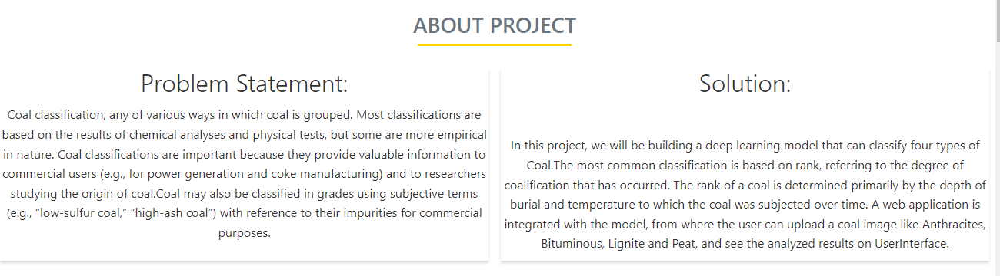 ABOUT PROJECT
Problem Statement:
Coal classification, any of various ways in which coal is grouped. Most classifications are
based on the results of chemical analyses and physical tests, but some are more empirical
in nature. Coal classifications are important because they provide valuable information to
commercial users (e.g., for power generation and coke manufacturing) and to researchers
studying the origin of coal.Coal may also be classified in grades using subjective terms
(e.g., “low-sulfur coal,” “high-ash coal”) with reference to their impurities for commercial
purposes.
Solution:
In this project, we will be building a deep learning model that can classify four types of
Coal.The most common classification is based on rank, referring to the degree of
coalification that has occurred. The rank of a coal is determined primarily by the depth of
burial and temperature to which the coal was subjected over time. A web application is
integrated with the model, from where the user can upload a coal image like Anthracites,
Bituminous, Lignite and Peat, and see the analyzed results on UserInterface.